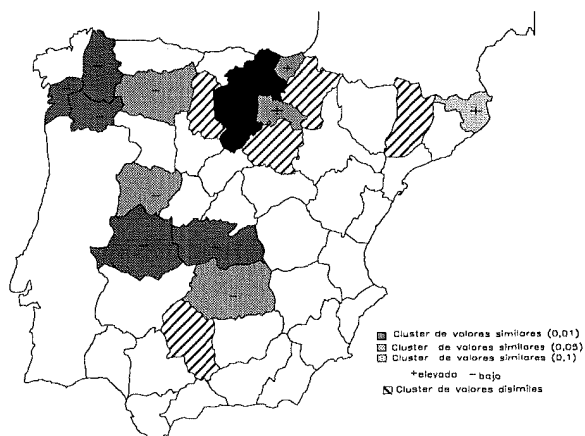 Cluster de valores similares (0,01)
Cluster de valores similares (0,05)
Cluster de valores similares (0,1)
+elevado −bajo
Cluster de valores disimiles